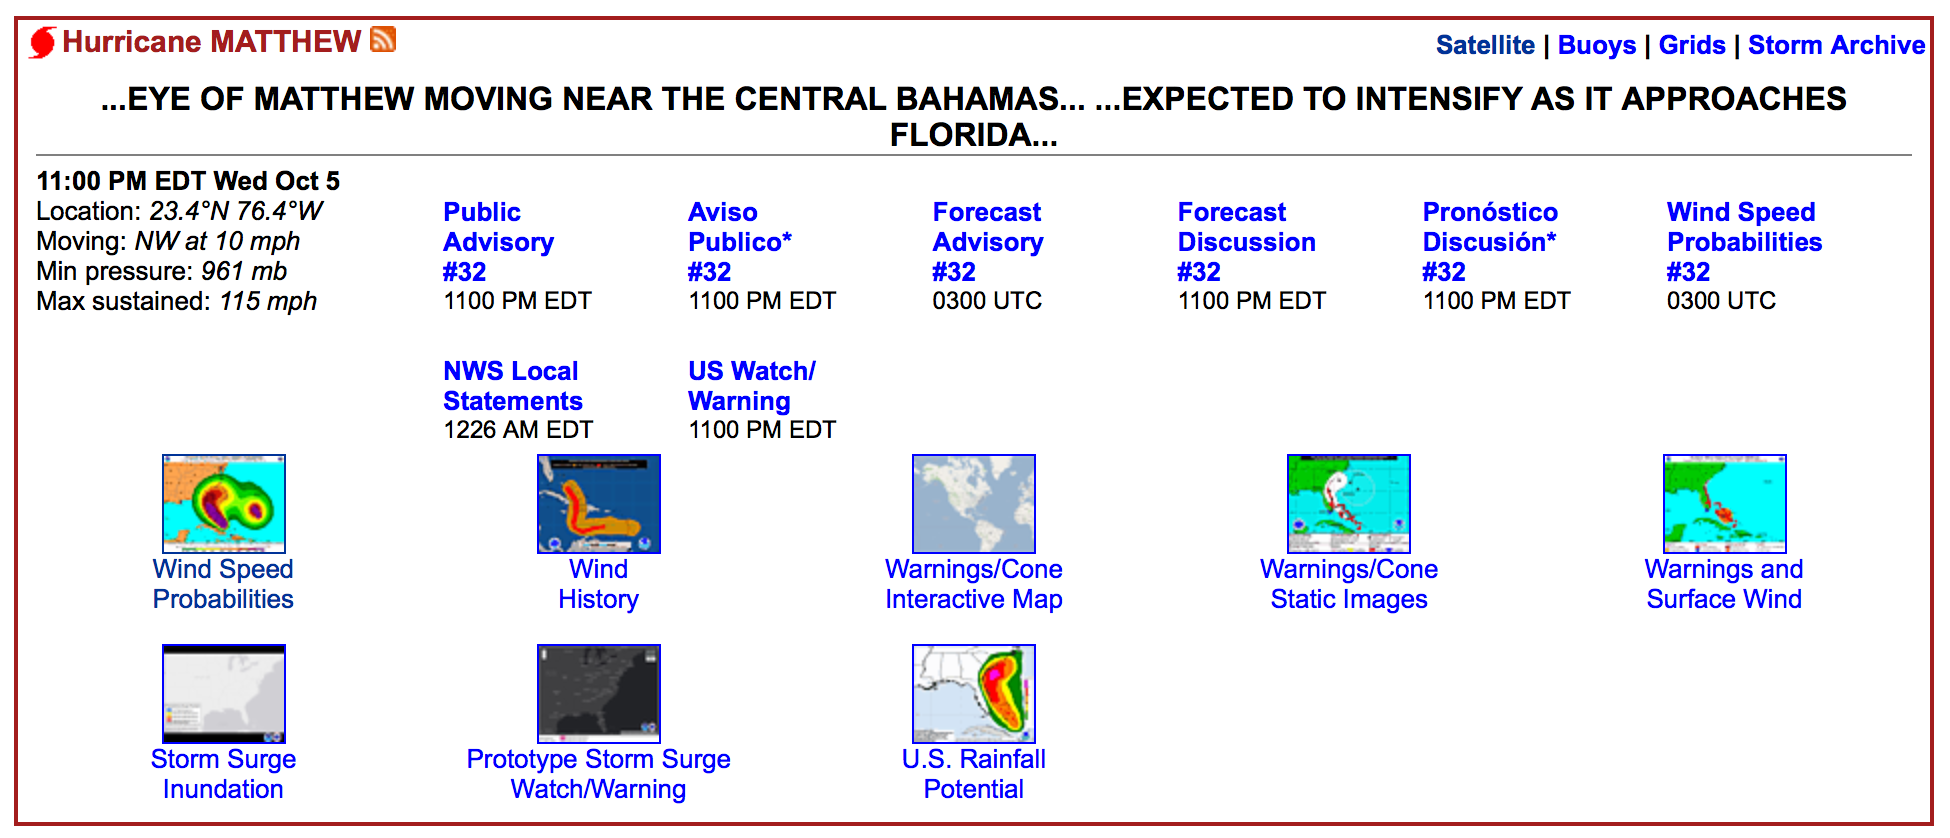 Hurricane MATTHEW
Satellite | Buoys | Grids | Storm Archive
...EYE OF MATTHEW MOVING NEAR THE CENTRAL BAHAMAS... ...EXPECTED TO INTENSIFY AS IT APPROACHES
FLORIDA...
11:00 PM EDT Wed Oct 5
Location: 23.4°N 76.4°W
Moving: NW at 10 mph
Min pressure: 961 mb
Max sustained: 115 mph
Public
Advisory
#32
1100 PM EDT
Aviso
Publico*
#32
1100 PM EDT
Forecast
Advisory
#32
0300 UTC
Forecast
Discussion
#32
1100 PM EDT
Pronóstico
Discusión*
#32
1100 PM EDT
Wind Speed
Probabilities
#32
0300 UTC
NWS Local
Statements
1226 AM EDT
US Watch/
Warning
1100 PM EDT
Wind Speed
Probabilities
Wind
History
Warnings/Cone
Interactive Map
Warnings/Cone
Static Images
Warnings and
Surface Wind
Storm Surge
Inundation
Prototype Storm Surge
Watch/Warning
U.S. Rainfall
Potential